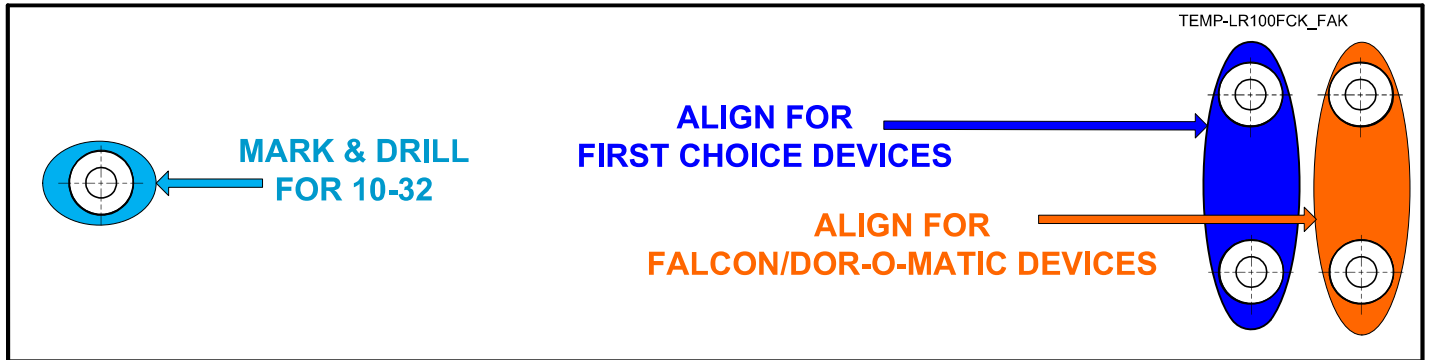 TEMP-LR100FCK_FAK
ALIGN FOR
FIRST CHOICE DEVICES
MARK & DRILL
FOR 10-32
ALIGN FOR
FALCON/DOR-O-MATIC DEVICES